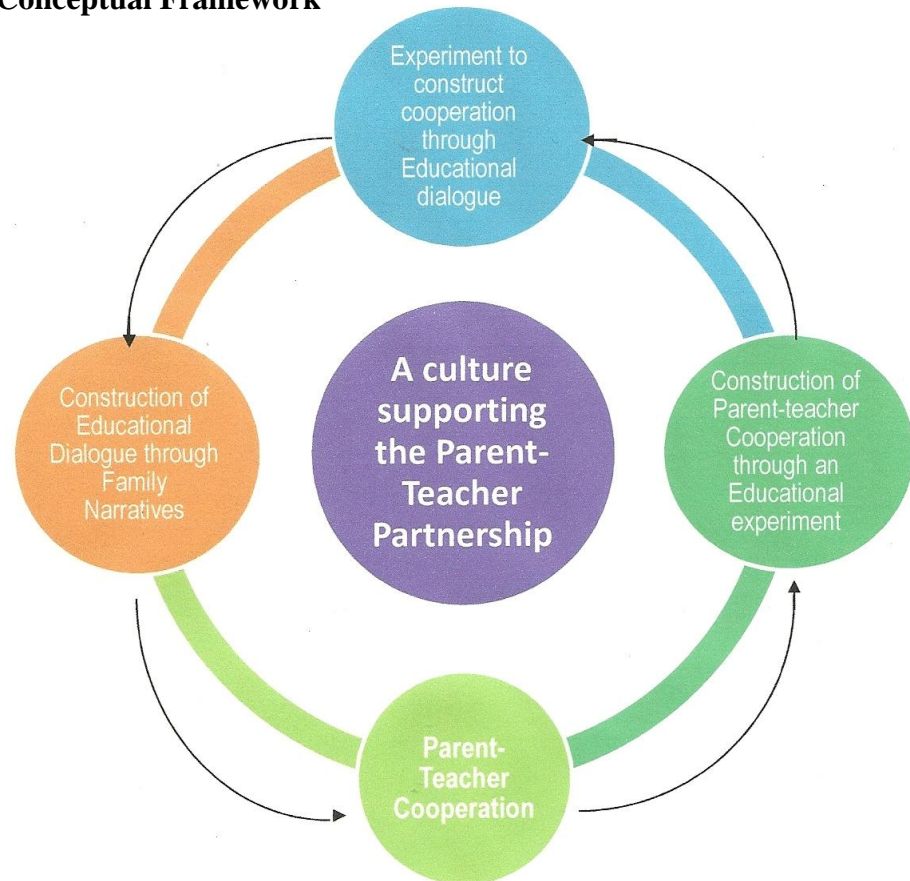 Conceptual Framework
Experiment to
construct
cooperation
through
Educational
dialogue
Construction of
Educational
Dialogue through
Family
Narratives
A culture
supporting
the Parent-
Teacher
Partnership
Construction of
Parent-teacher
Cooperation
through an
Educational
experiment
Parent-
Teacher
Cooperation